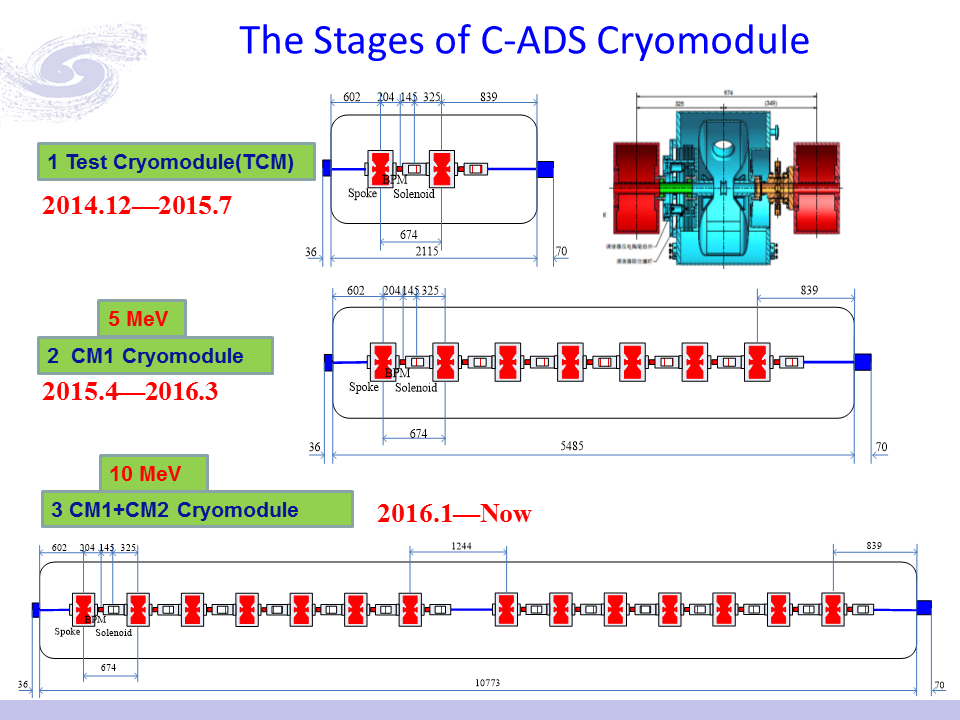 The Stages of C-ADS Cryomodule
602 204 145 325 839
674
325 (349)
1 Test Cryomodule(TCM)
2014.12—2015.7
BPM
Spoke Solenoid
674
36 2115 70
602 204 145 325 839
5 MeV
2 CM1 Cryomodule
2015.4—2016.3
BPM
Spoke Solenoid
674
36 5485 70
10 MeV
3 CM1+CM2 Cryomodule
2016.1—Now
602 204 145 325 1244 839
BPM
Spoke Solenoid
674
36 10773 70